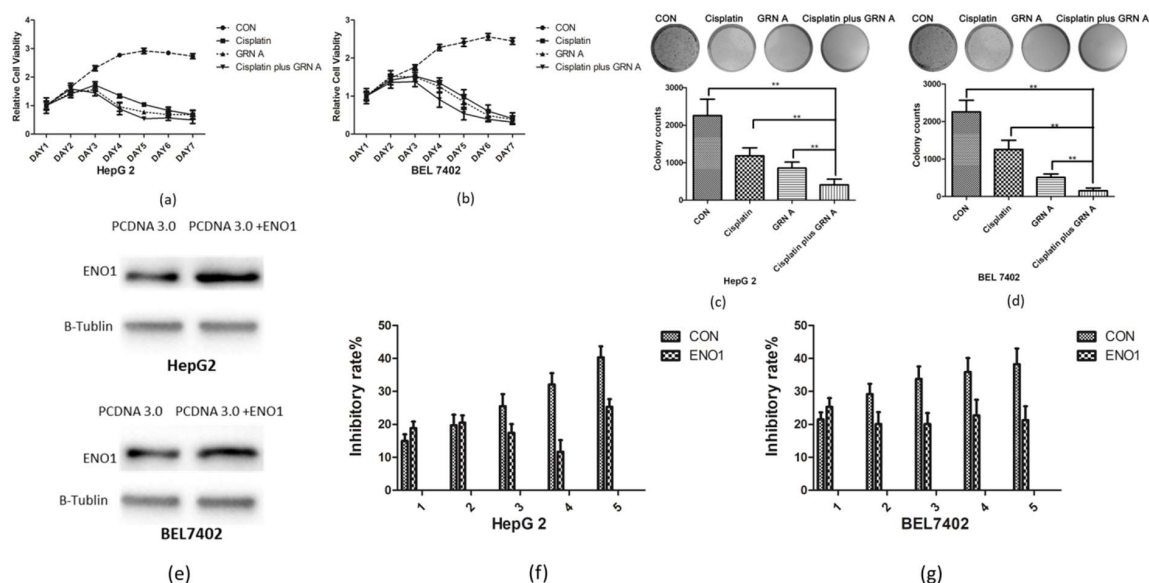 (a)
Relative Cell Viablity
4
3
2
1
0
DAY1
DAY2
DAY3
DAY4
DAY5
DAY6
DAY7
HepG 2
CON
Cisplatin
GRN A
Cisplatin plus GRN A
(a)
(b)
Relative Cell Viablity
3
2
1
0
DAY1
DAY2
DAY3
DAY4
DAY5
DAY6
DAY7
BEL 7402
CON
Cisplatin
GRN A
Cisplatin plus GRN A
(b)
CON Cisplatin GRN A Cisplatin plus GRN A
Colony counts
3000
2000
1000
0
**
**
**
CON
Cisplatin
GRN A
Cisplatin plus GRN A
HepG 2
(c)
CON Cisplatin GRN A Cisplatin plus GRN A
Colony counts
3000
2000
1000
0
**
**
**
CON
Cisplatin
GRN A
Cisplatin plus GRN A
BEL 7402
(d)
PCDNA 3.0 PCDNA 3.0 +ENO1
ENO1
B-Tublin
HepG2
PCDNA 3.0 PCDNA 3.0 +ENO1
ENO1
B-Tublin
BEL7402
(e)
Inhibitory rate%
50
40
30
20
10
0
1
2
3
4
5
HepG 2
CON
ENO1
(f)
Inhibitory rate%
50
40
30
20
10
0
1
2
3
4
5
BEL7402
CON
ENO1
(g)